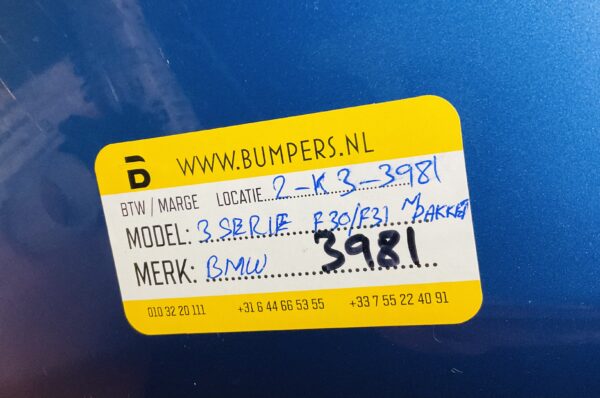 WWW.BUMPERS.NL
BTW / MARGE LOCATIE 2-K3-3981
MODEL: 3 SERIE F30/F31 M PAKKET
MERK: BMW 3981
010 32 20 111 +31 6 44 66 53 55 +33 7 55 22 40 91